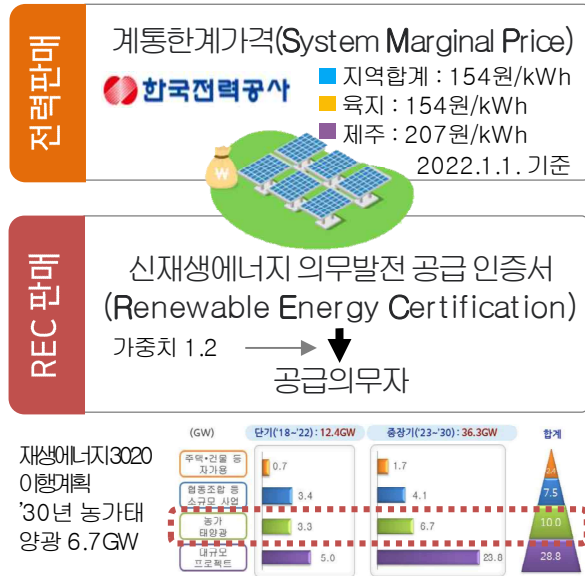 전력판매
계통한계가격(System Marginal Price)
한국전력공사
지역합계 : 154원/kWh
육지 : 154원/kWh
제주 : 207원/kWh
2022.1.1. 기준
₩
REC 판매
신재생에너지 의무발전 공급 인증서
(Renewable Energy Certification)
가중치 1.2
공급의무자
재생에너지3020
이행계획
'30년 농가태
양광 6.7GW
(GW)
단기('18~'22) : 12.4GW
중장기('23~'30) : 36.3GW
합계
주택•건물 등
자가용
0.7
1.7
2.4
협동조합 등
소규모 사업
3.4
4.1
7.5
농가
태양광
3.3
6.7
10.0
대규모
프로젝트
5.0
23.8
28.8